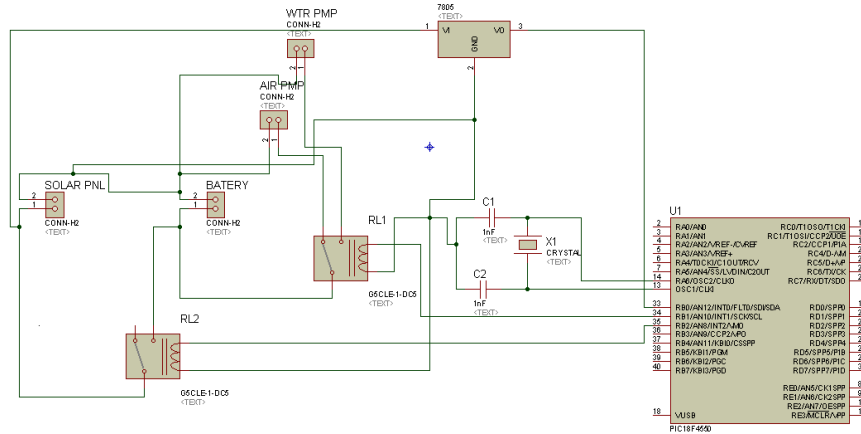 WTR PMP
CONN-H2
<TEXT>
2
1
7805
<TEXT>
1
VI
VO
3
GND
2
AIR PMP
CONN-H2
<TEXT>
2
1
SOLAR PNL
2
1
CONN-H2
<TEXT>
BATERY
2
1
CONN-H2
<TEXT>
RL1
G5CLE-1-DC5
<TEXT>
RL2
G5CLE-1-DC5
<TEXT>
C1
1nF
<TEXT>
C2
1nF
<TEXT>
X1
CRYSTAL
<TEXT>
U1
2 RA0/AN0 RC0/T1OSO/T1CKI
3 RA1/AN1 RC1/T1OSI/CCP2/UOE
4 RA2/AN2/VREF-/CVREF RC2/CCP1/P1A
5 RA3/AN3/VREF+ RC4/D-/VM
6 RA4/T0CKI/C1OUT/RCV RC5/D+/VP
7 RA5/AN4/SS/LVDIN/C2OUT RC6/TX/CK
14 RA6/OSC2/CLKO RC7/RX/DT/SDO
13 OSC1/CLKI
33 RB0/AN12/INT0/FLT0/SDI/SDA RD0/SPP0
34 RB1/AN10/INT1/SCK/SCL RD1/SPP1
35 RB2/AN8/INT2/VMO RD2/SPP2
36 RB3/AN9/CCP2/VPO RD3/SPP3
37 RB4/AN11/KBI0/CSSPP RD4/SPP4
38 RB5/KBI1/PGM RD5/SPP5/P1B
39 RB6/KBI2/PGC RD6/SPP6/P1C
40 RB7/KBI3/PGD RD7/SPP7/P1D
RE0/AN5/CK1SPP
RE1/AN6/CK2SPP
RE2/AN7/OESPP
18 VUSB RE3/MCLR/VPP
PIC18F4550